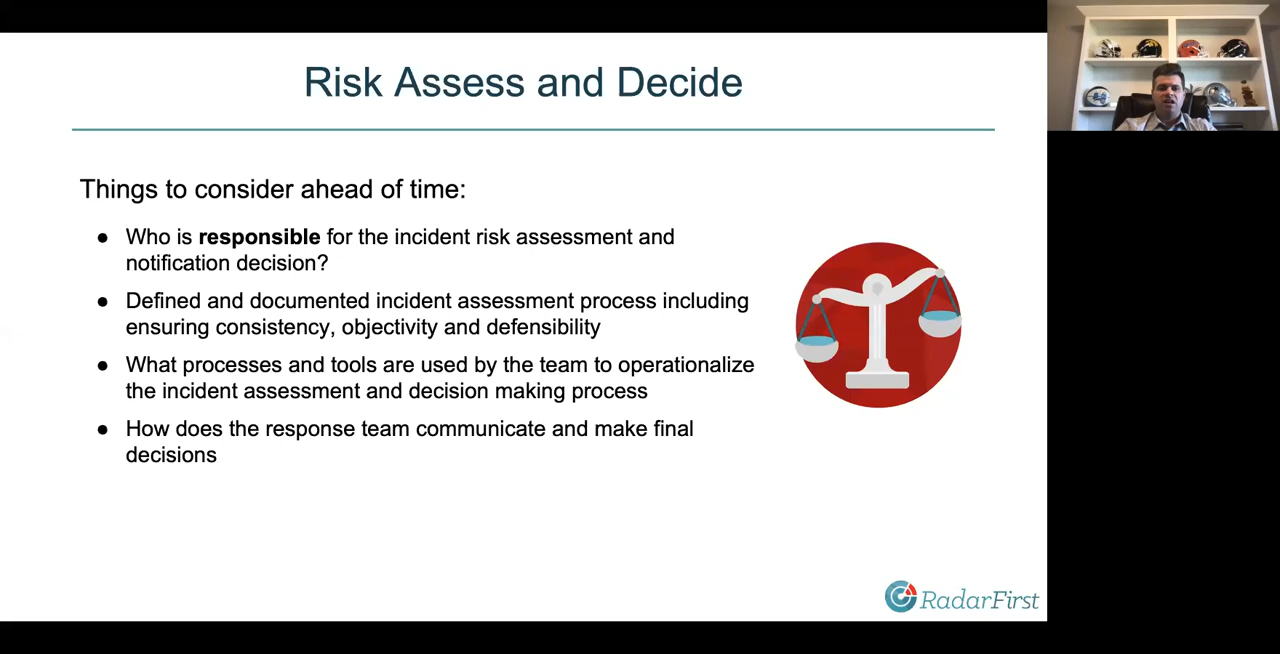 Risk Assess and Decide
Things to consider ahead of time:
● Who is responsible for the incident risk assessment and
notification decision?
● Defined and documented incident assessment process including
ensuring consistency, objectivity and defensibility
● What processes and tools are used by the team to operationalize
the incident assessment and decision making process
● How does the response team communicate and make final
decisions
RadarFirst